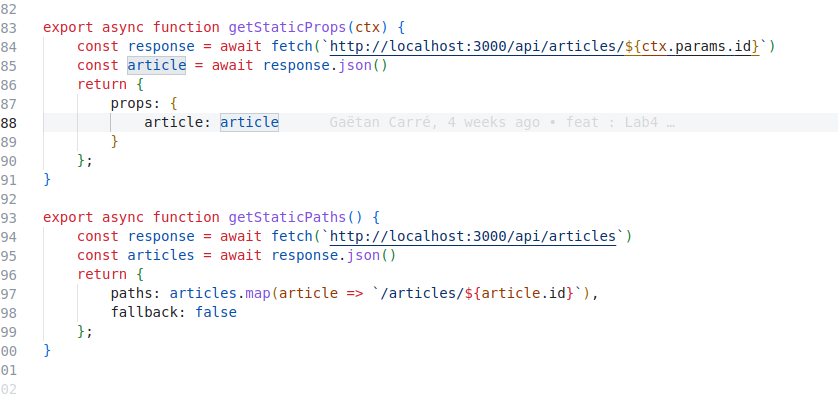 82
83 export async function getStaticProps(ctx) {
84 const response = await fetch(`http://localhost:3000/api/articles/${ctx.params.id}`)
85 const article = await response.json()
86 return {
87 props: {
88 article: article Gaëtan Carré, 4 weeks ago • feat : Lab4 …
89 }
90 };
91 }
92
93 export async function getStaticPaths() {
94 const response = await fetch(`http://localhost:3000/api/articles`)
95 const articles = await response.json()
96 return {
97 paths: articles.map(article => `/articles/${article.id}`),
98 fallback: false
99 };
00 }
01
02